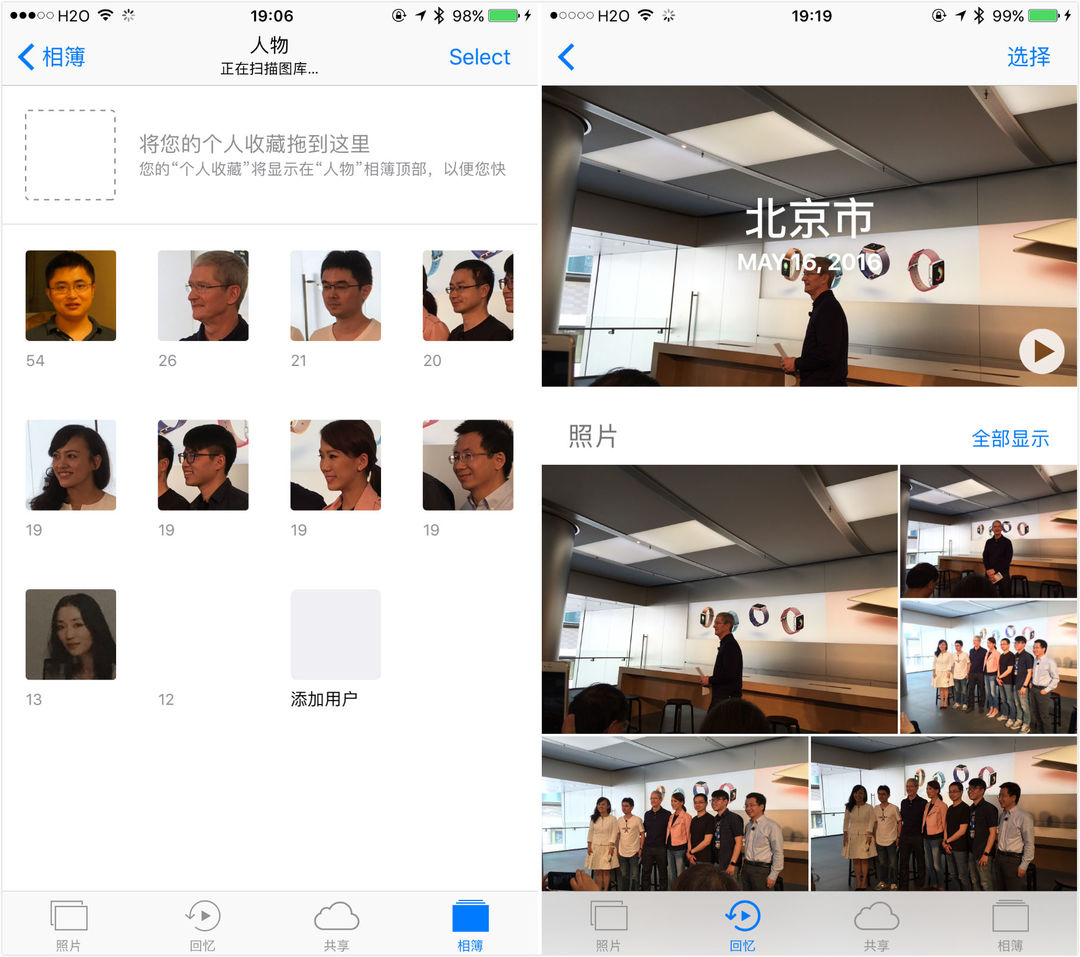 H2O
19:06
98%
相簿
人物
正在扫描图库...
Select
将您的个人收藏拖到这里
您的“个人收藏”将显示在“人物”相簿顶部，以便您快
54
26
21
20
19
19
19
19
13
12
添加用户
照片
回忆
共享
相簿
H2O
19:19
99%
选择
北京市
MAY 16, 2016
照片
全部显示
照片
回忆
共享
相簿